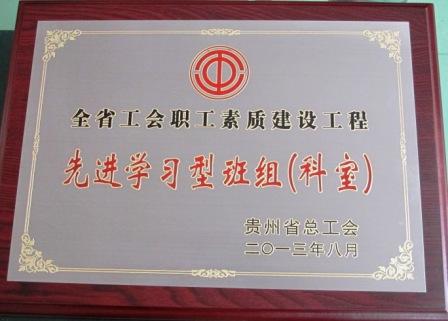 全省工会职工素质建设工程
先进学习型班组(科室)
贵州省总工会
二〇一三年八月